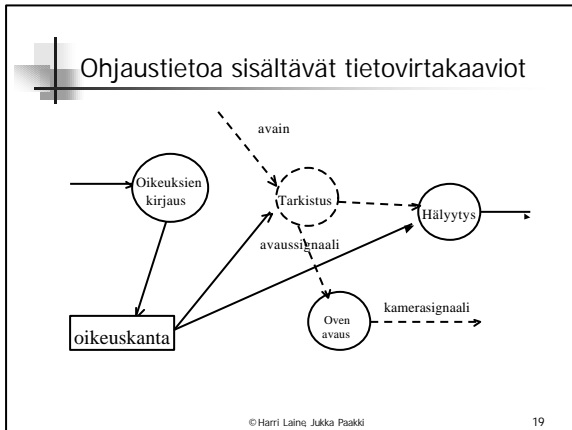 Ohjaustietoa sisältävät tietovirtakaaviot
avain
Oikeuksien
kirjaus
Tarkistus
Hälyytys
avaussignaali
kamerasignaali
Oven
avaus
oikeuskanta
©Harri Laine, Jukka Paakki
19